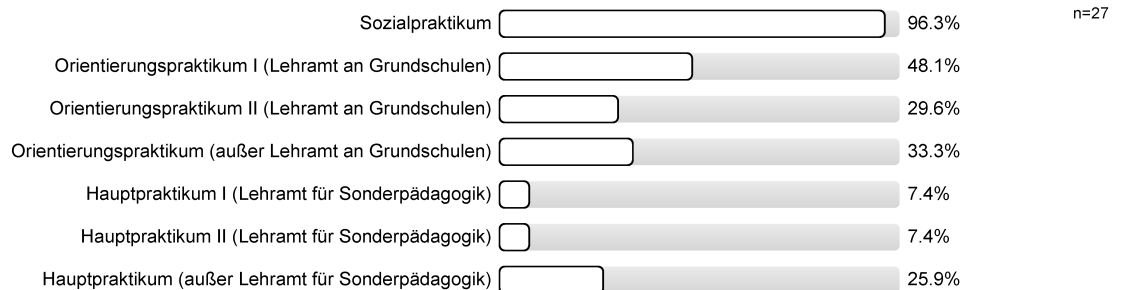 Sozialpraktikum 96.3% n=27
Orientierungspraktikum I (Lehramt an Grundschulen) 48.1%
Orientierungspraktikum II (Lehramt an Grundschulen) 29.6%
Orientierungspraktikum (außer Lehramt an Grundschulen) 33.3%
Hauptpraktikum I (Lehramt für Sonderpädagogik) 7.4%
Hauptpraktikum II (Lehramt für Sonderpädagogik) 7.4%
Hauptpraktikum (außer Lehramt für Sonderpädagogik) 25.9%